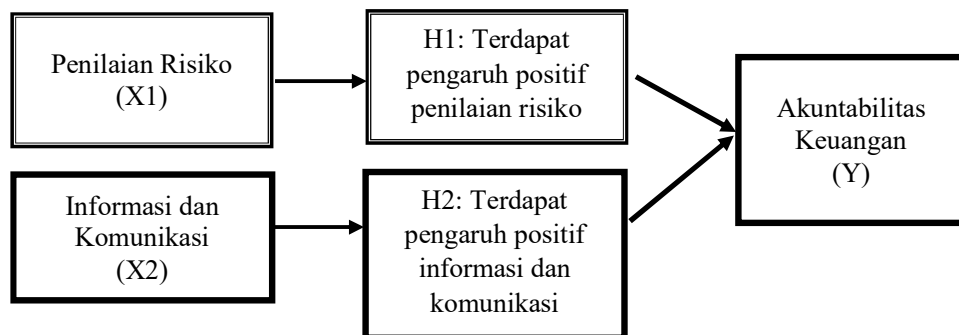 Penilaian Risiko
(X1)
H1: Terdapat
pengaruh positif
penilaian risiko
Informasi dan
Komunikasi
(X2)
H2: Terdapat
pengaruh positif
informasi dan
komunikasi
Akuntabilitas
Keuangan
(Y)